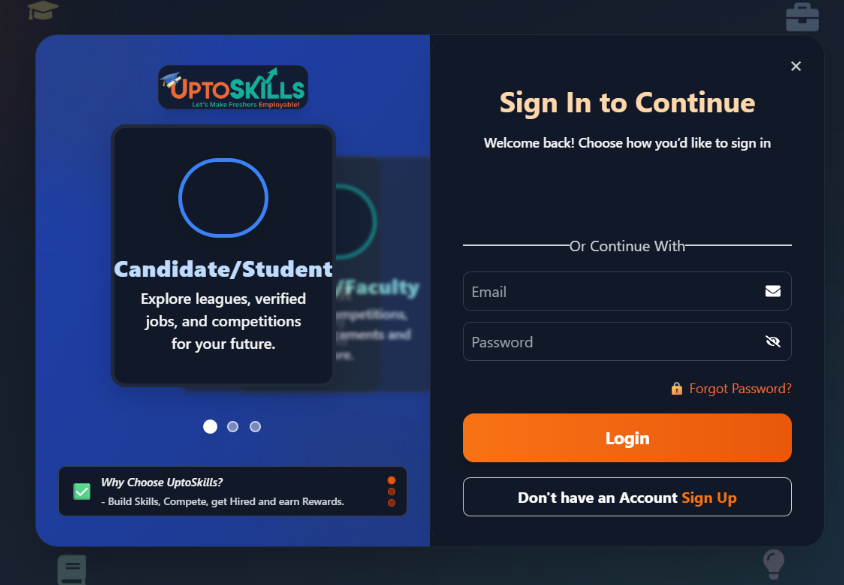 UPTOSKILLS
Let's Make Freshers Employable!
Candidate/Student
Explore leagues, verified
jobs, and competitions
for your future.
/Faculty
Why Choose UptoSkills?
- Build Skills, Compete, get Hired and earn Rewards.
Sign In to Continue
Welcome back! Choose how you'd like to sign in
Or Continue With
Email
Password
Forgot Password?
Login
Don't have an Account Sign Up